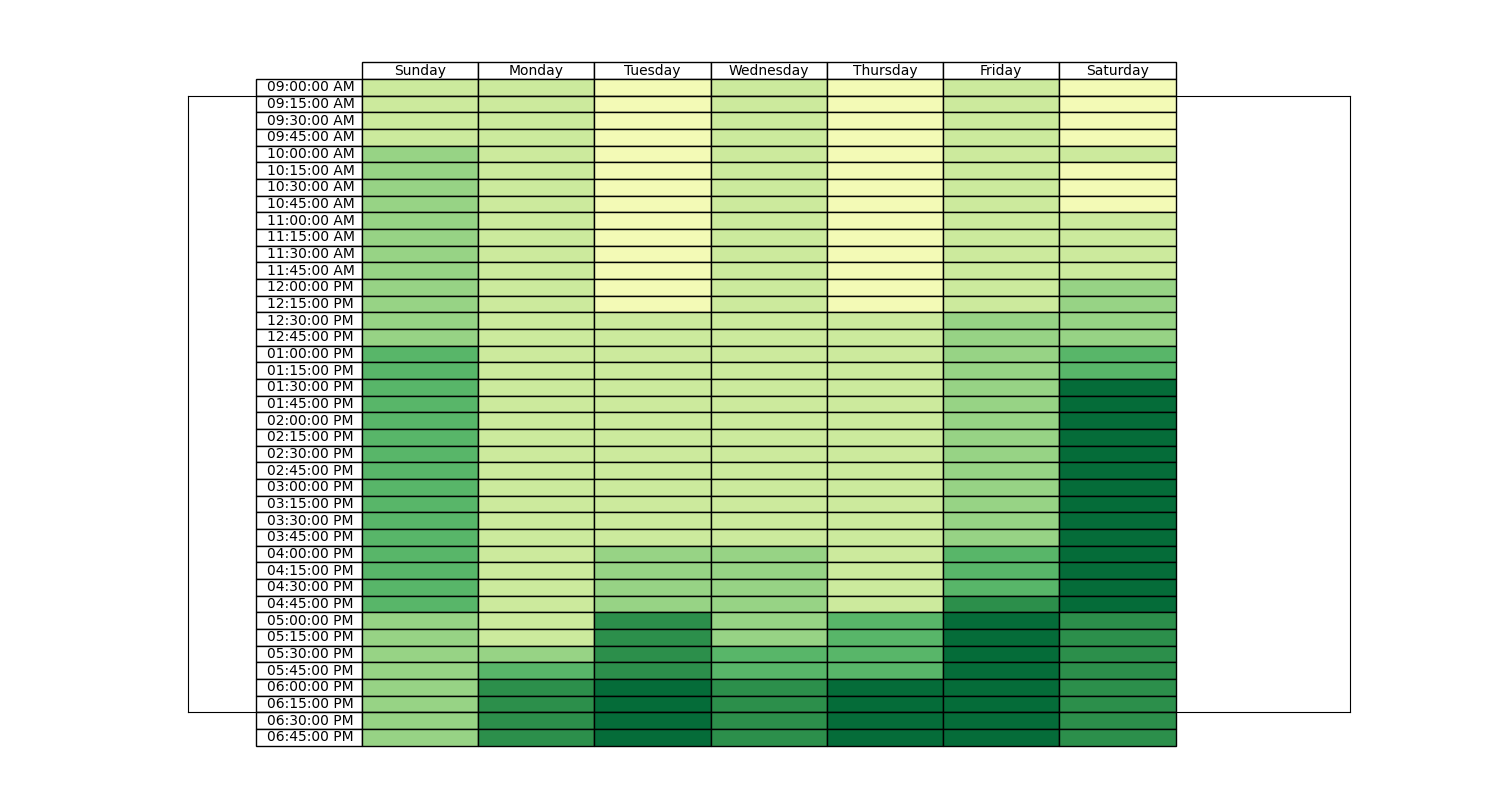 Sunday Monday Tuesday Wednesday Thursday Friday Saturday
09:00:00 AM
09:15:00 AM
09:30:00 AM
09:45:00 AM
10:00:00 AM
10:15:00 AM
10:30:00 AM
10:45:00 AM
11:00:00 AM
11:15:00 AM
11:30:00 AM
11:45:00 AM
12:00:00 PM
12:15:00 PM
12:30:00 PM
12:45:00 PM
01:00:00 PM
01:15:00 PM
01:30:00 PM
01:45:00 PM
02:00:00 PM
02:15:00 PM
02:30:00 PM
02:45:00 PM
03:00:00 PM
03:15:00 PM
03:30:00 PM
03:45:00 PM
04:00:00 PM
04:15:00 PM
04:30:00 PM
04:45:00 PM
05:00:00 PM
05:15:00 PM
05:30:00 PM
05:45:00 PM
06:00:00 PM
06:15:00 PM
06:30:00 PM
06:45:00 PM